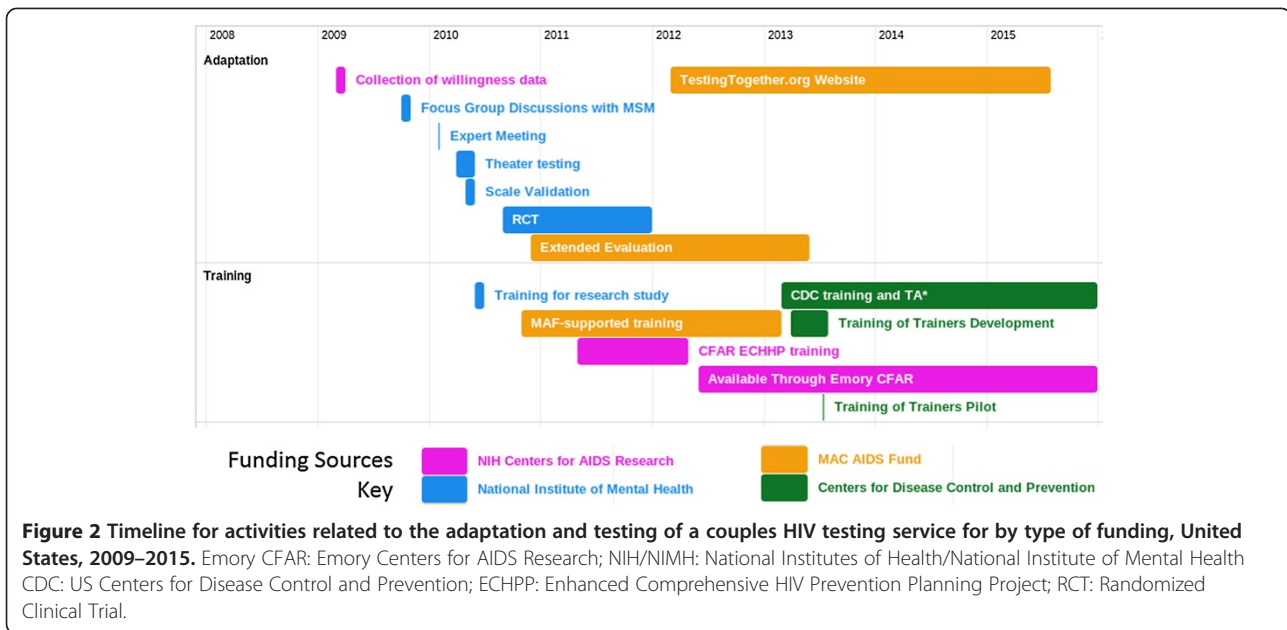 2008 2009 2010 2011 2012 2013 2014 2015
Adaptation
Collection of willingness data
TestingTogether.org Website
Focus Group Discussions with MSM
Expert Meeting
Theater testing
Scale Validation
RCT
Extended Evaluation
Training
Training for research study
CDC training and TA*
MAF-supported training
Training of Trainers Development
CFAR ECHHP training
Available Through Emory CFAR
Training of Trainers Pilot
Funding Sources
Key
NIH Centers for AIDS Research
MAC AIDS Fund
National Institute of Mental Health
Centers for Disease Control and Prevention
Figure 2 Timeline for activities related to the adaptation and testing of a couples HIV testing service for by type of funding, United
States, 2009–2015. Emory CFAR: Emory Centers for AIDS Research; NIH/NIMH: National Institutes of Health/National Institute of Mental Health
CDC: US Centers for Disease Control and Prevention; ECHPP: Enhanced Comprehensive HIV Prevention Planning Project; RCT: Randomized
Clinical Trial.